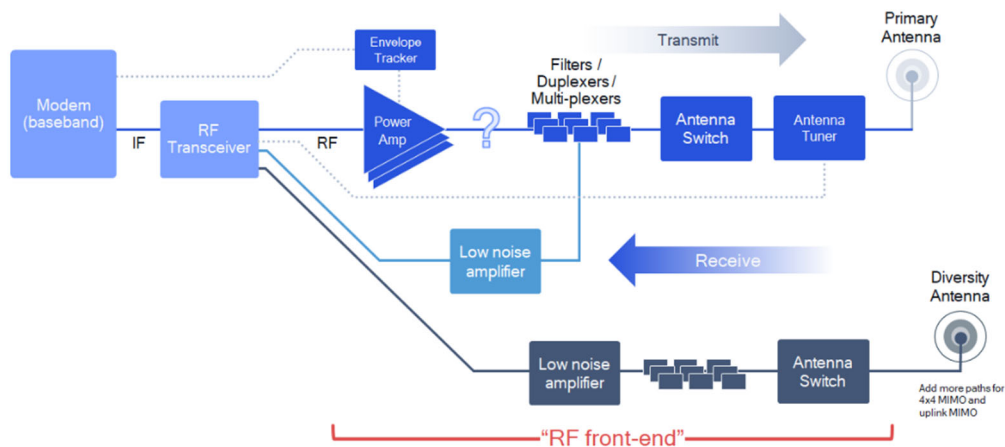 Envelope
Tracker
Transmit
Primary
Antenna
Modem
(baseband)
IF
RF
Transceiver
RF
Power
Amp
?
Filters /
Duplexers /
Multi-plexers
Antenna
Switch
Antenna
Tuner
Low noise
amplifier
Receive
Diversity
Antenna
Low noise
amplifier
Antenna
Switch
Add more paths for
4x4 MIMO and
uplink MIMO
"RF front-end"